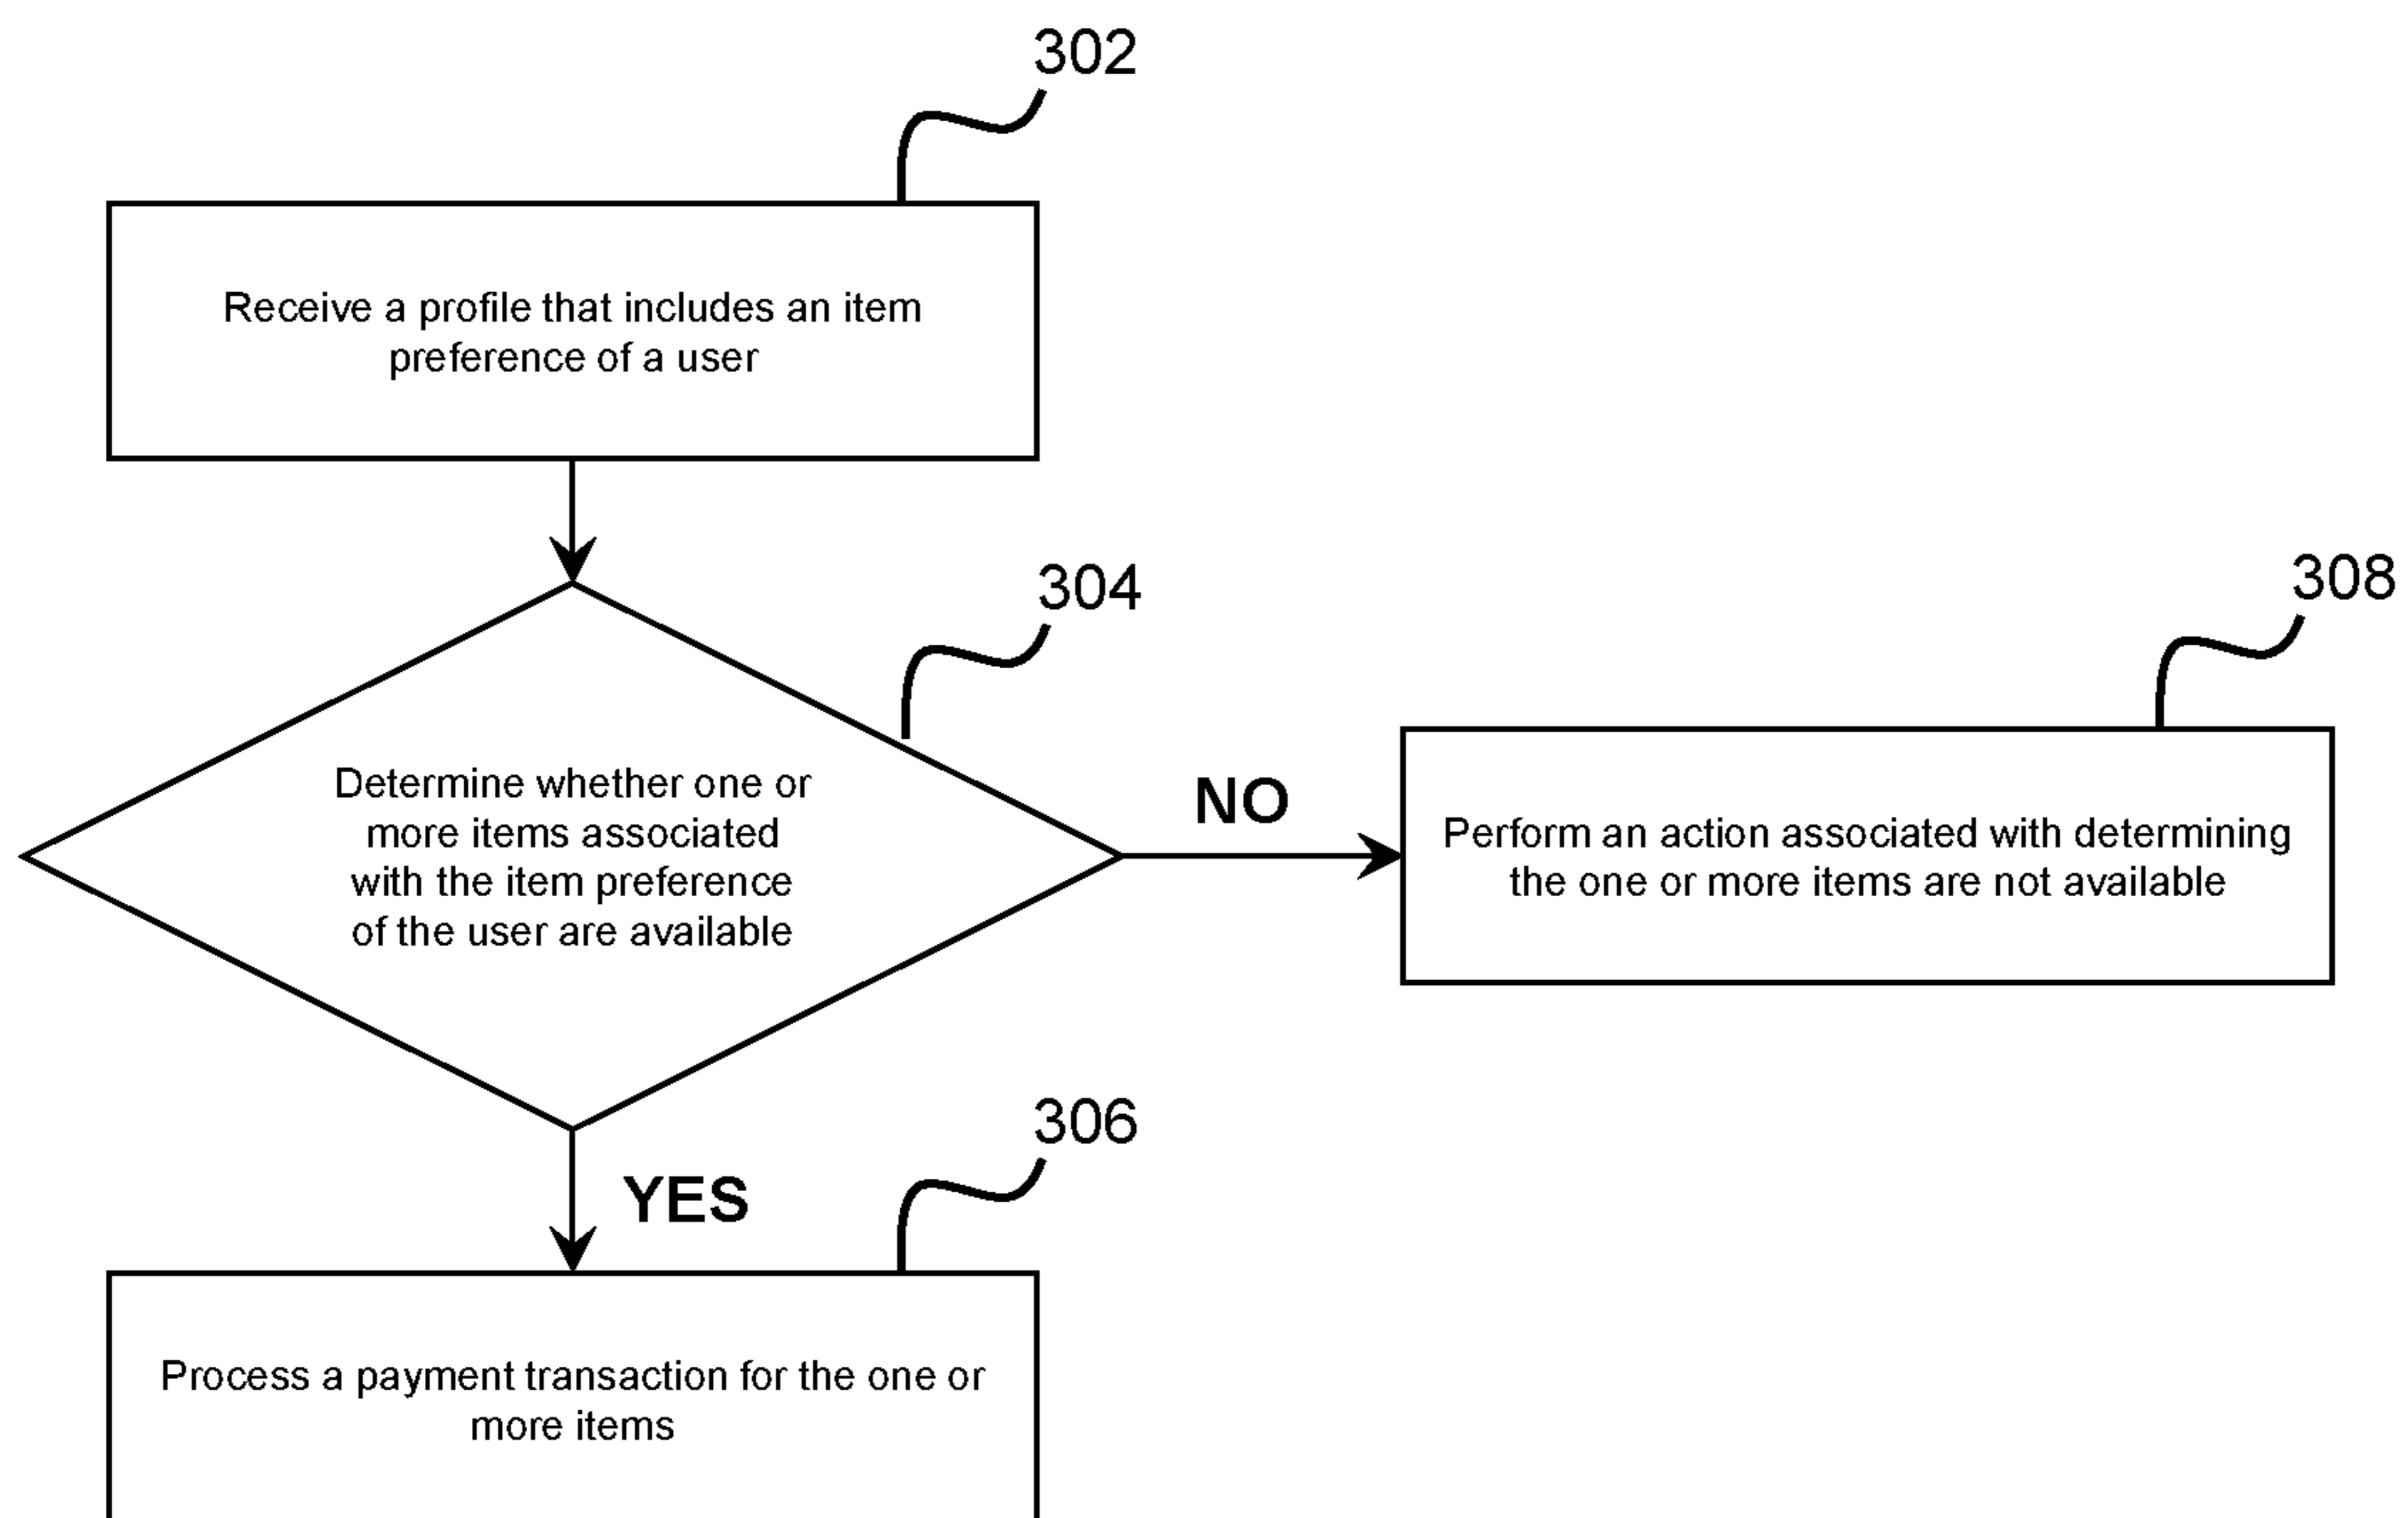 302
Receive a profile that includes an item
preference of a user
304
Determine whether one or
more items associated
with the item preference
of the user are available
NO
308
Perform an action associated with determining
the one or more items are not available
YES
306
Process a payment transaction for the one or
more items